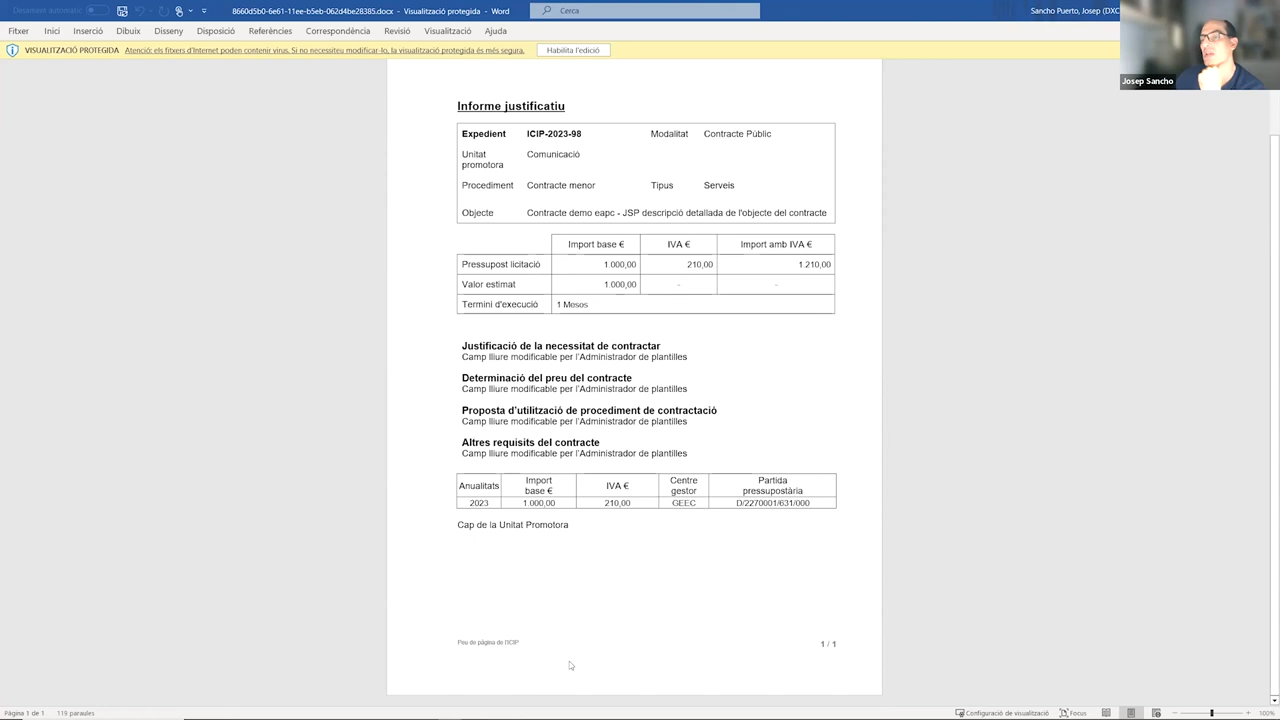 Desament automàtic
8660d5b0-6e61-11ee-b5eb-062d4be28385.docx - Visualització protegida - Word
Cerca
Sancho Puerto, Josep (DXC
Fitxer Inici Inserció Dibuix Disseny Disposició Referències Correspondència Revisió Visualització Ajuda
VISUALITZACIÓ PROTEGIDA Atenció: els fitxers d'Internet poden contenir virus. Si no necessiteu modificar-lo, la visualització protegida és més segura. Habilita l'edició
Josep Sancho
Informe justificatiu
Expedient ICIP-2023-98 Modalitat Contracte Públic
Unitat promotora Comunicació
Procediment Contracte menor Tipus Serveis
Objecte Contracte demo eapc - JSP descripció detallada de l'objecte del contracte
Import base € IVA € Import amb IVA €
Pressupost licitació 1.000,00 210,00 1.210,00
Valor estimat 1.000,00 - -
Termini d'execució 1 Mesos
Justificació de la necessitat de contractar
Camp lliure modificable per l'Administrador de plantilles
Determinació del preu del contracte
Camp lliure modificable per l'Administrador de plantilles
Proposta d'utilització de procediment de contractació
Camp lliure modificable per l'Administrador de plantilles
Altres requisits del contracte
Camp lliure modificable per l'Administrador de plantilles
Anualitats Import base € IVA € Centre gestor Partida pressupostària
2023 1.000,00 210,00 GEEC D/2270001/631/000
Cap de la Unitat Promotora
Peu de pàgina de l'ICIP
1 / 1
Pàgina 1 de 1 119 paraules Configuració de visualització Focus 100%